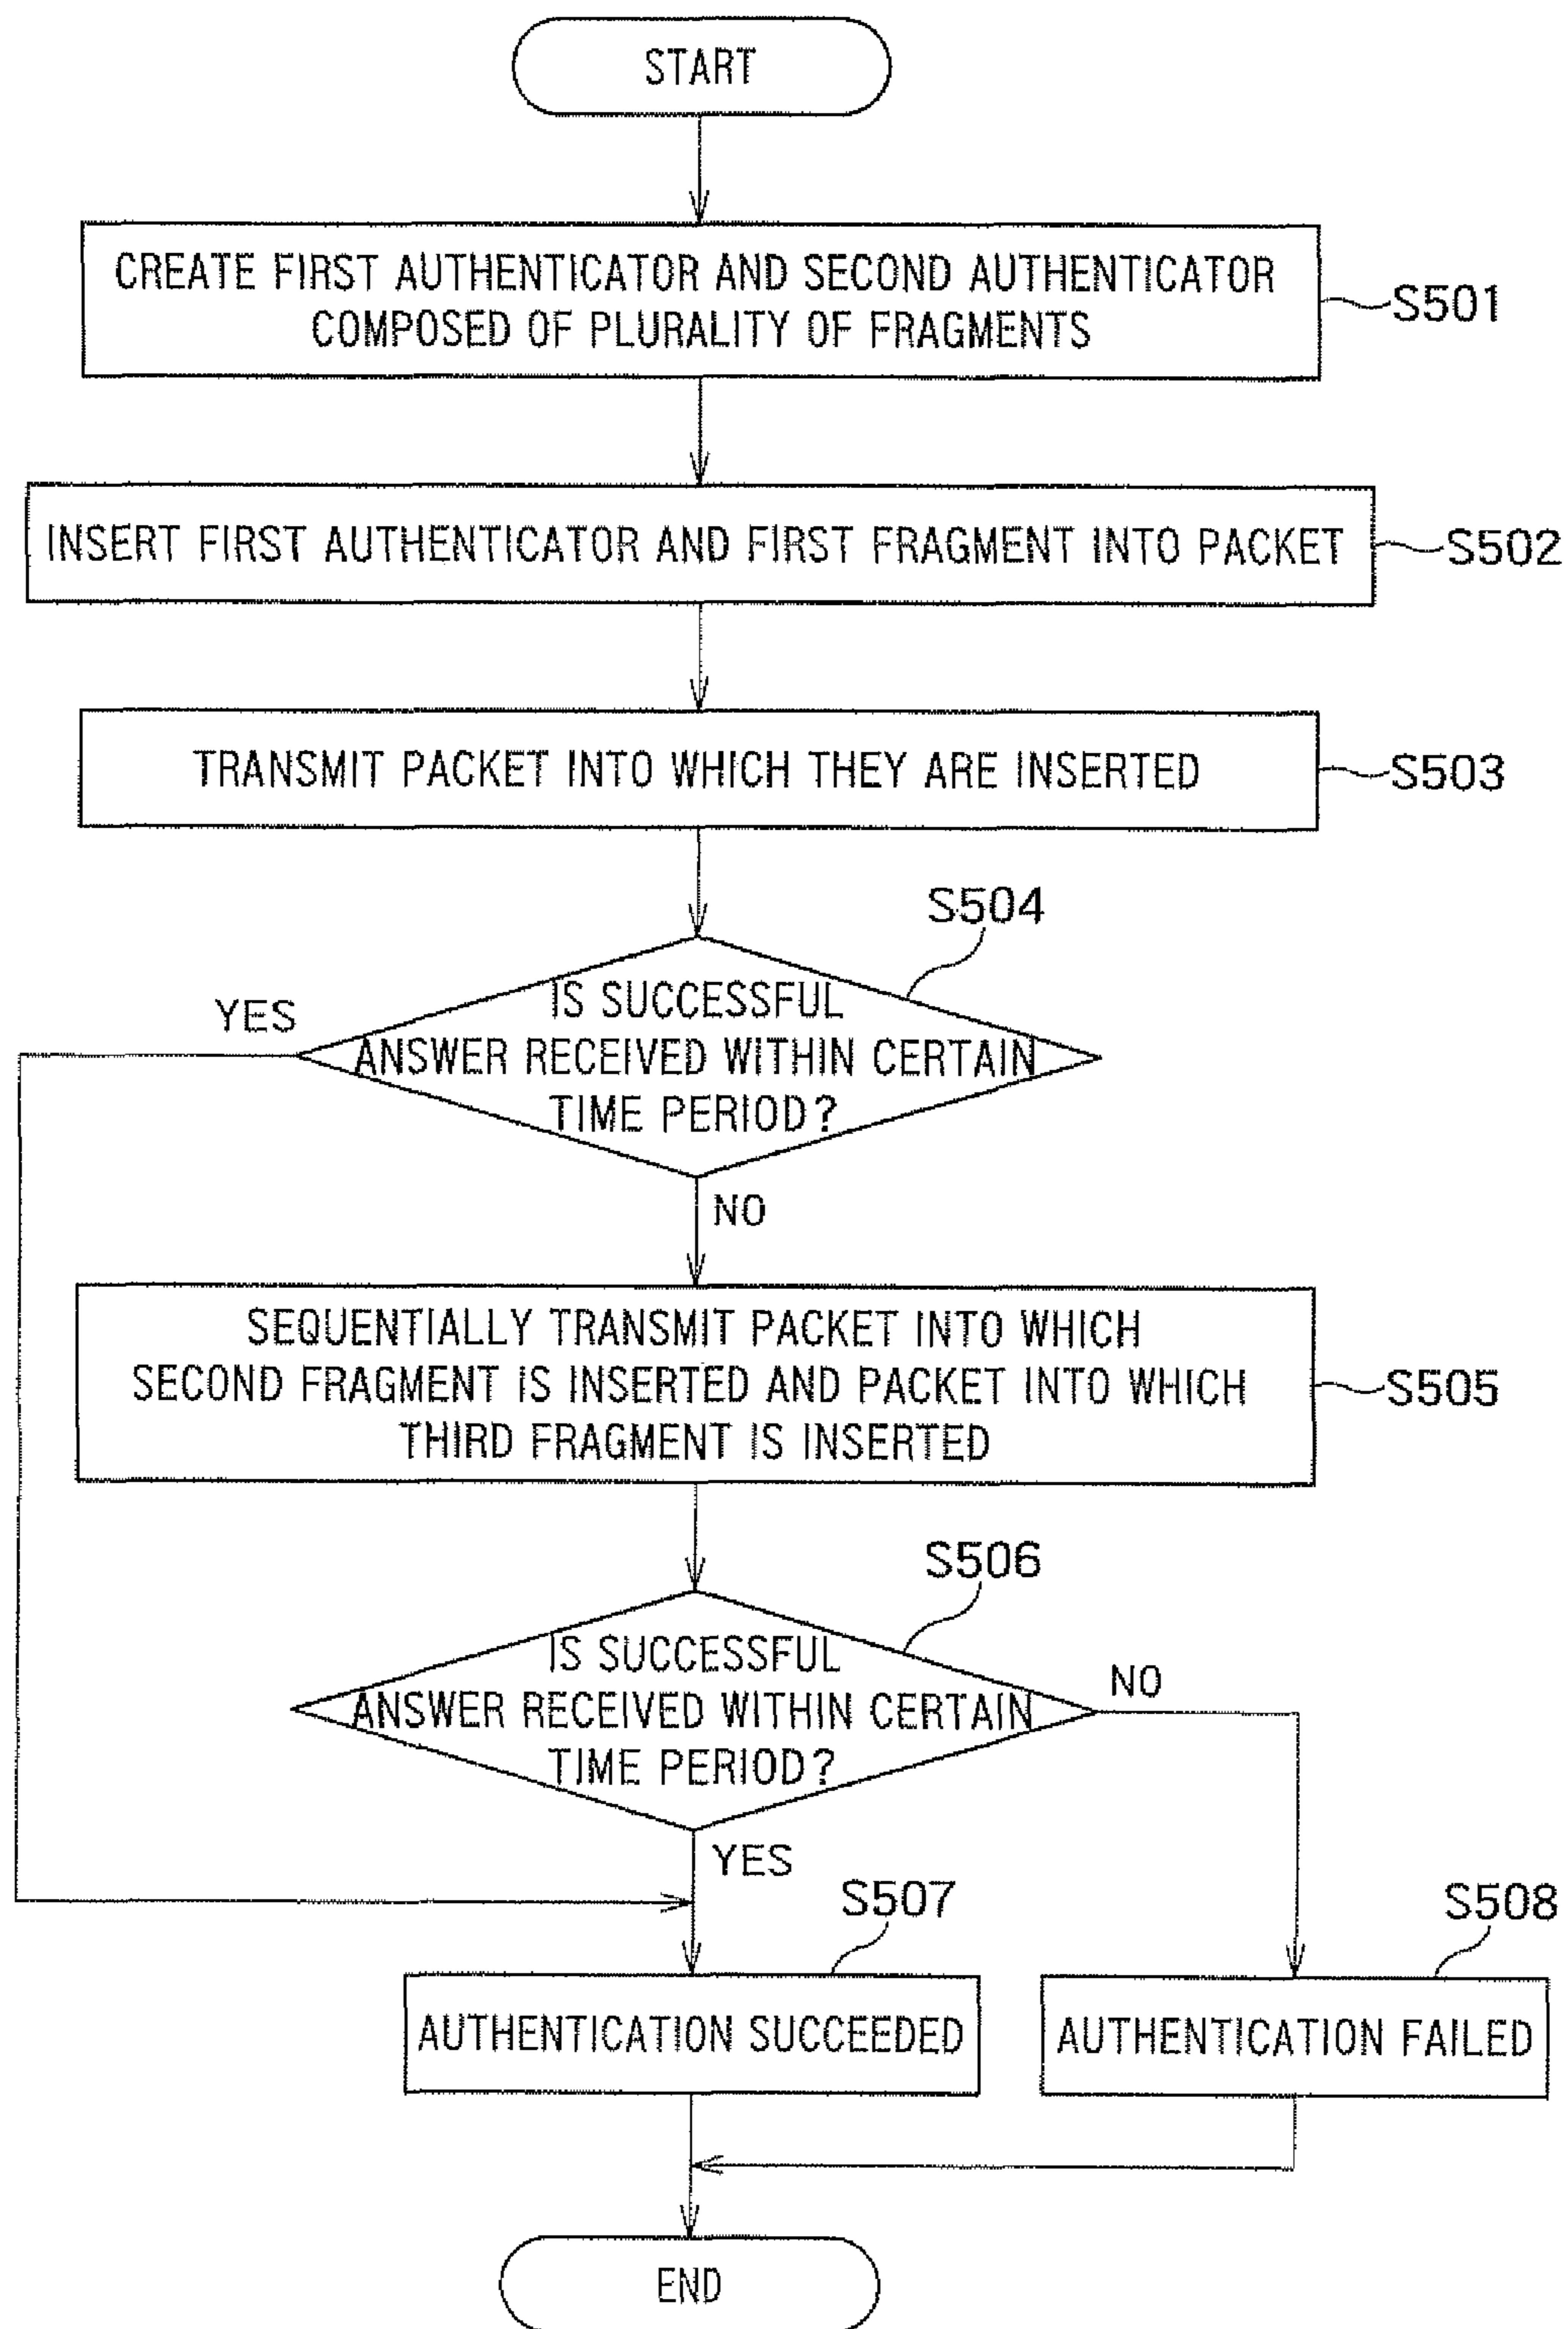 START
CREATE FIRST AUTHENTICATOR AND SECOND AUTHENTICATOR
COMPOSED OF PLURALITY OF FRAGMENTS
S501
INSERT FIRST AUTHENTICATOR AND FIRST FRAGMENT INTO PACKET
S502
TRANSMIT PACKET INTO WHICH THEY ARE INSERTED
S503
S504
YES
IS SUCCESSFUL
ANSWER RECEIVED WITHIN CERTAIN
TIME PERIOD?
NO
SEQUENTIALLY TRANSMIT PACKET INTO WHICH
SECOND FRAGMENT IS INSERTED AND PACKET INTO WHICH
THIRD FRAGMENT IS INSERTED
S505
S506
IS SUCCESSFUL
ANSWER RECEIVED WITHIN CERTAIN
TIME PERIOD?
NO
YES
S507
S508
AUTHENTICATION SUCCEEDED
AUTHENTICATION FAILED
END